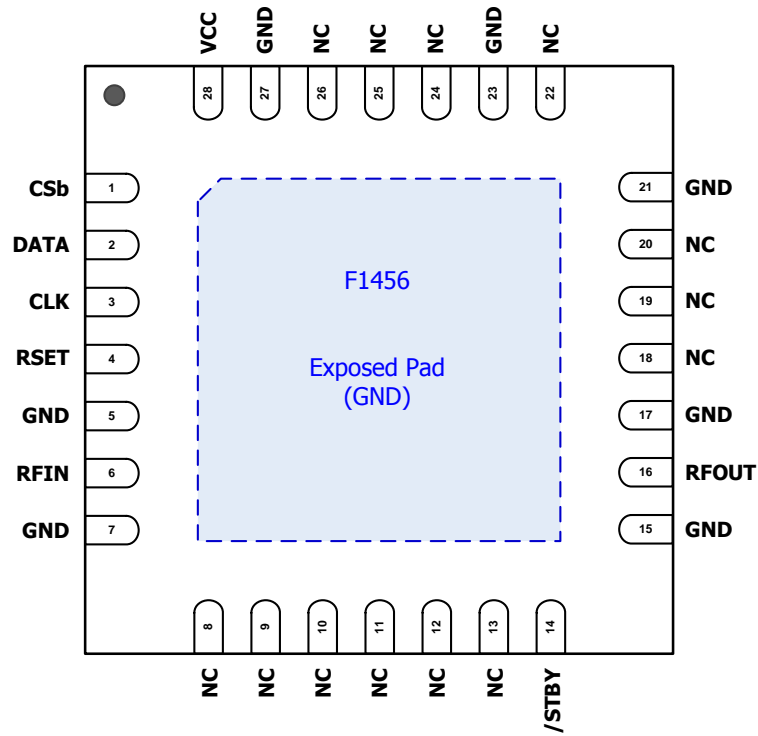 VCC GND NC NC NC GND NC
28 27 26 25 24 23 22
CSb 1
DATA 2
CLK 3
RSET 4
GND 5
RFIN 6
GND 7
F1456
Exposed Pad
(GND)
21 GND
20 NC
19 NC
18 NC
17 GND
16 RFOUT
15 GND
8 9 10 11 12 13 14
NC NC NC NC NC NC /STBY